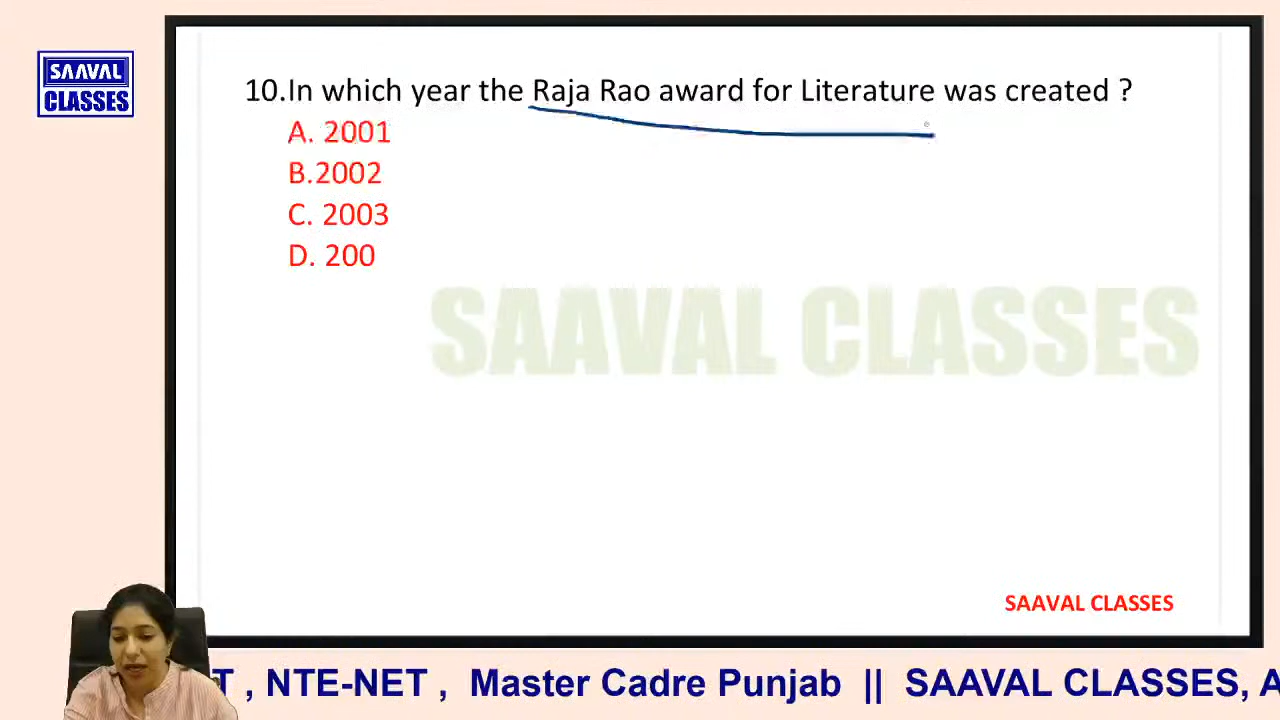 SAAVAL
CLASSES
10.In which year the Raja Rao award for Literature was created ?
A. 2001
B.2002
C. 2003
D. 200
SAAVAL CLASSES
SAAVAL CLASSES
T , NTE-NET , Master Cadre Punjab || SAAVAL CLASSES, A